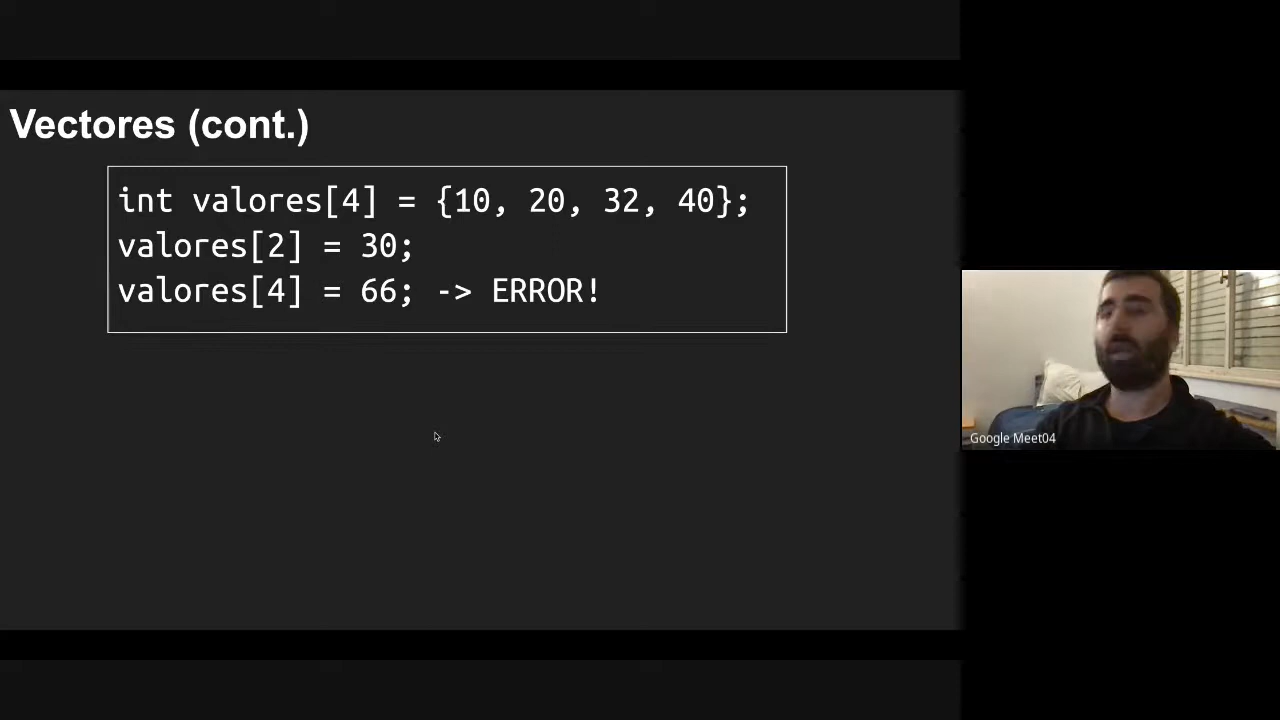 Vectores (cont.)
int valores[4] = {10, 20, 32, 40};
valores[2] = 30;
valores[4] = 66; -> ERROR!
Google Meet04